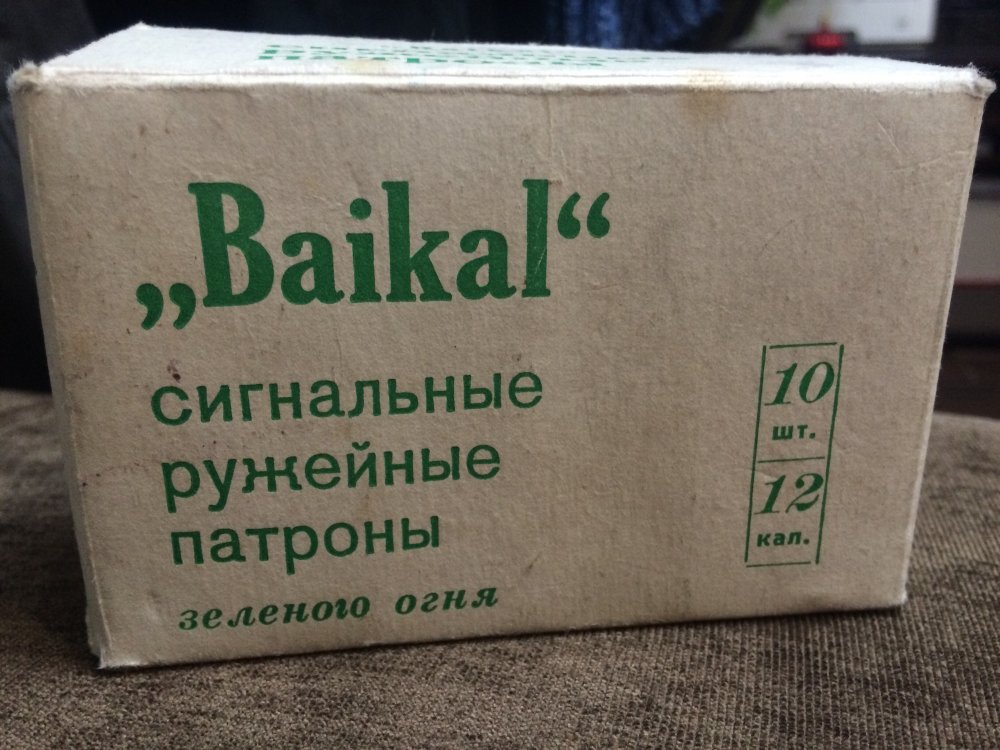 „Baikal“
сигнальные
ружейные
патроны
зеленого огня
10
шт.
12
кал.